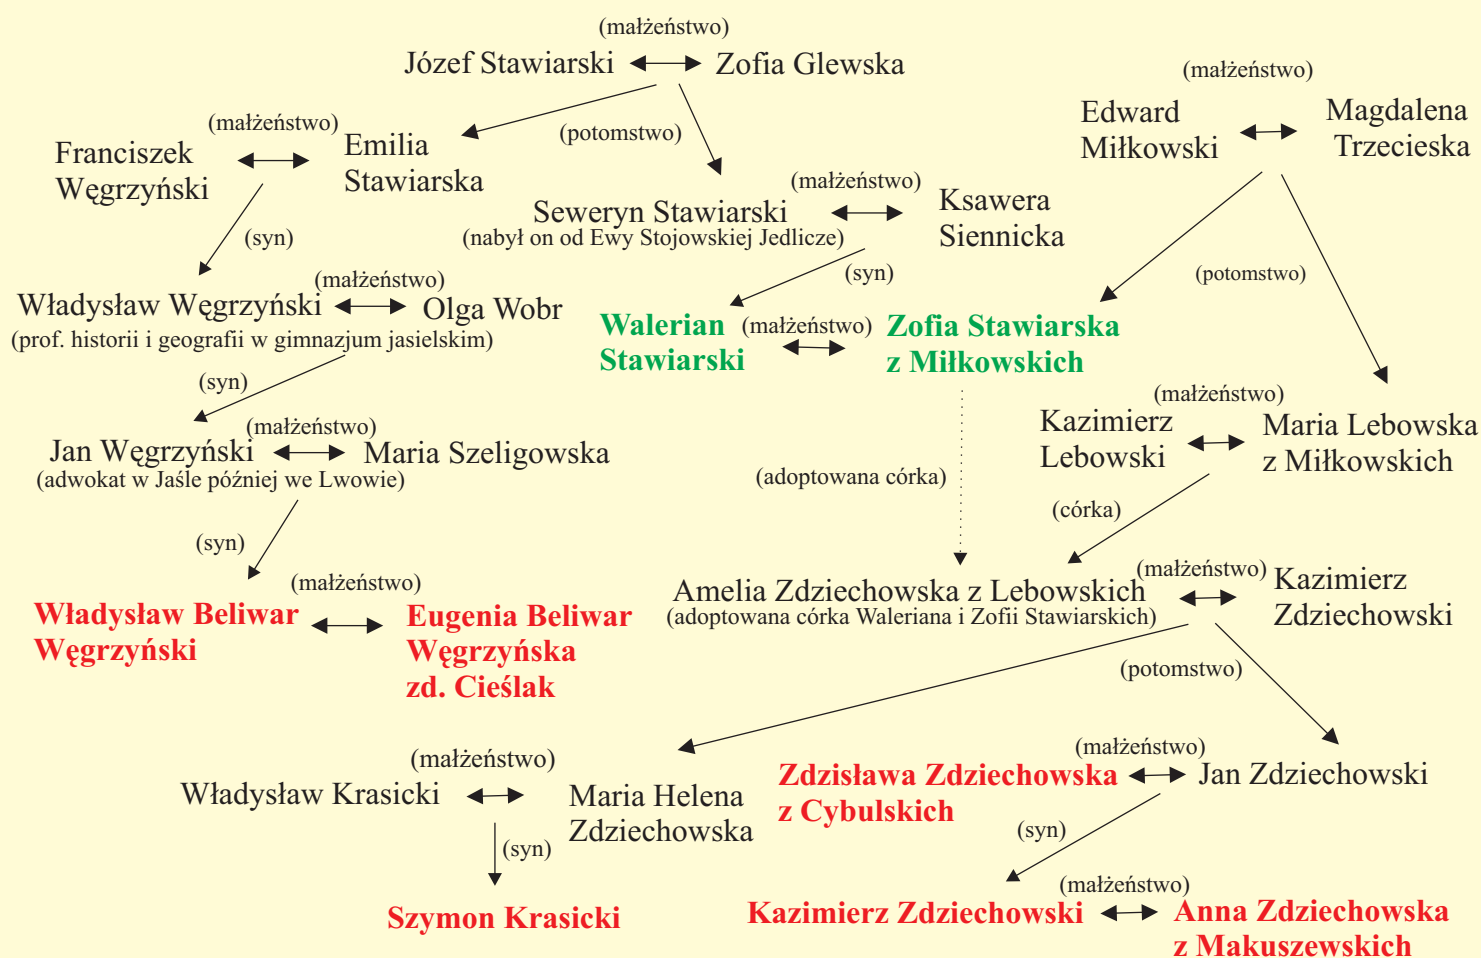 (małżeństwo)
Józef Stawiarski
Zofia Glewska
(małżeństwo)
Edward
Miłkowski
Magdalena
Trzecieska
(małżeństwo)
Franciszek
Węgrzyński
Emilia
Stawiarska
(potomstwo)
(małżeństwo)
Seweryn Stawiarski
(nabył on od Ewy Stojowskiej Jedlicze)
Ksawera
Siennicka
(syn)
(syn)
(potomstwo)
(małżeństwo)
Władysław Węgrzyński
Olga Wobr
(prof. historii i geografii w gimnazjum jasielskim)
Walerian
Stawiarski
(małżeństwo)
Zofia Stawiarska
z Miłkowskich
(syn)
(małżeństwo)
Jan Węgrzyński
Maria Szeligowska
(adwokat w Jaśle później we Lwowie)
(małżeństwo)
Kazimierz
Lebowski
Maria Lebowska
z Miłkowskich
(adoptowana córka)
(córka)
(syn)
(małżeństwo)
Władysław Beliwar
Węgrzyński
Eugenia Beliwar
Węgrzyńska
zd. Cieślak
(małżeństwo)
Amelia Zdziechowska z Lebowskich
(adoptowana córka Waleriana i Zofii Stawiarskich)
Kazimierz
Zdziechowski
(potomstwo)
(małżeństwo)
Władysław Krasicki
Maria Helena
Zdziechowska
(małżeństwo)
Zdzisława Zdziechowska
z Cybulskich
Jan Zdziechowski
(syn)
(syn)
Szymon Krasicki
(małżeństwo)
Kazimierz Zdziechowski
Anna Zdziechowska
z Makuszewskich